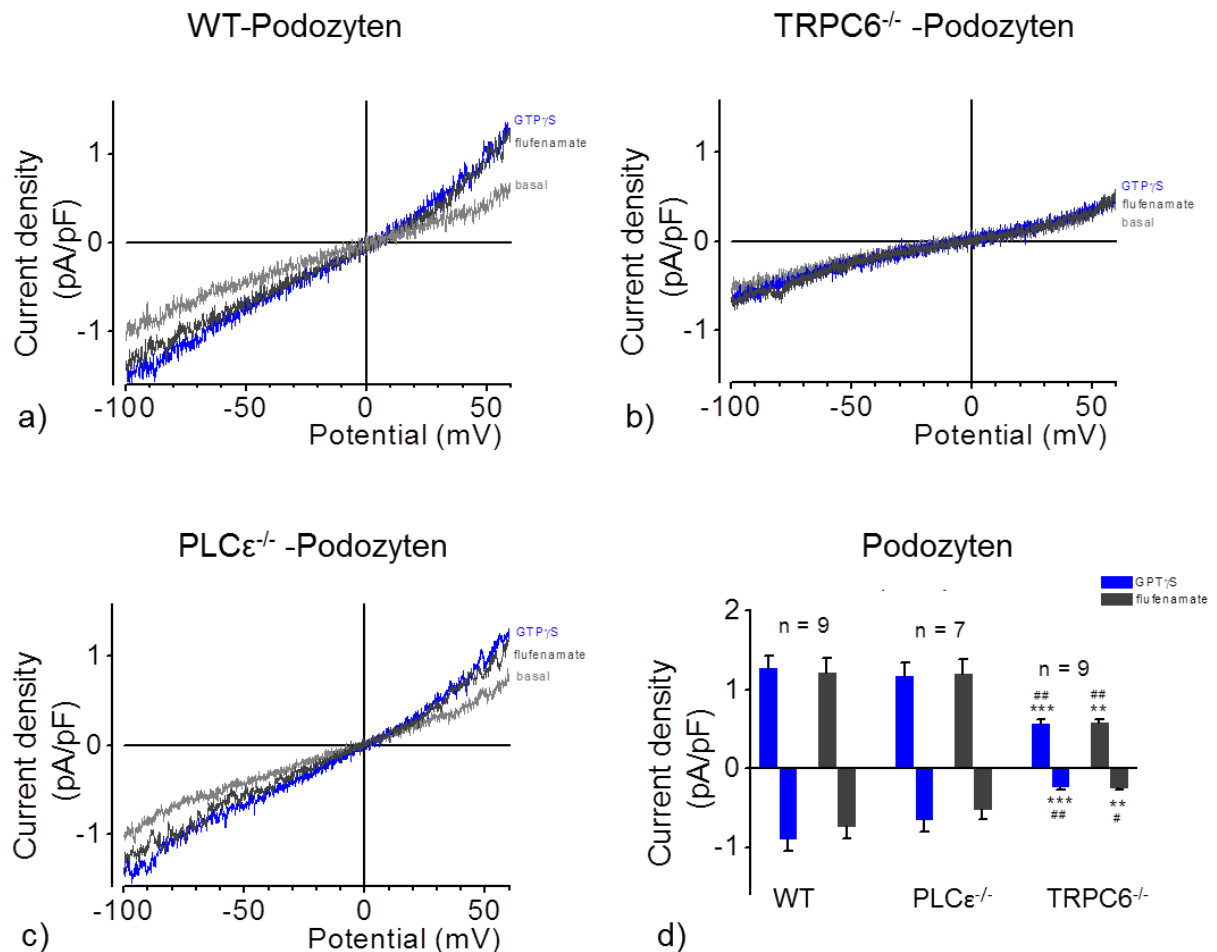 WT-Podozyten
Current density
(pA/pF)
1
0
-1
GTPγS
flufenamate
basal
-100
-50
0
50
Potential (mV)
a)
TRPC6-/- -Podozyten
Current density
(pA/pF)
1
0
-1
GTPγS
flufenamate
basal
-100
-50
0
50
Potential (mV)
b)
PLCε-/- -Podozyten
Current density
(pA/pF)
1
0
-1
GTPγS
flufenamate
basal
-100
-50
0
50
Potential (mV)
c)
Podozyten
GPTγS
flufenamate
Current density
(pA/pF)
2
1
0
-1
n = 9
n = 7
n = 9
## ##
*** **
*** **
## #
WT
PLCε-/-
TRPC6-/-
d)